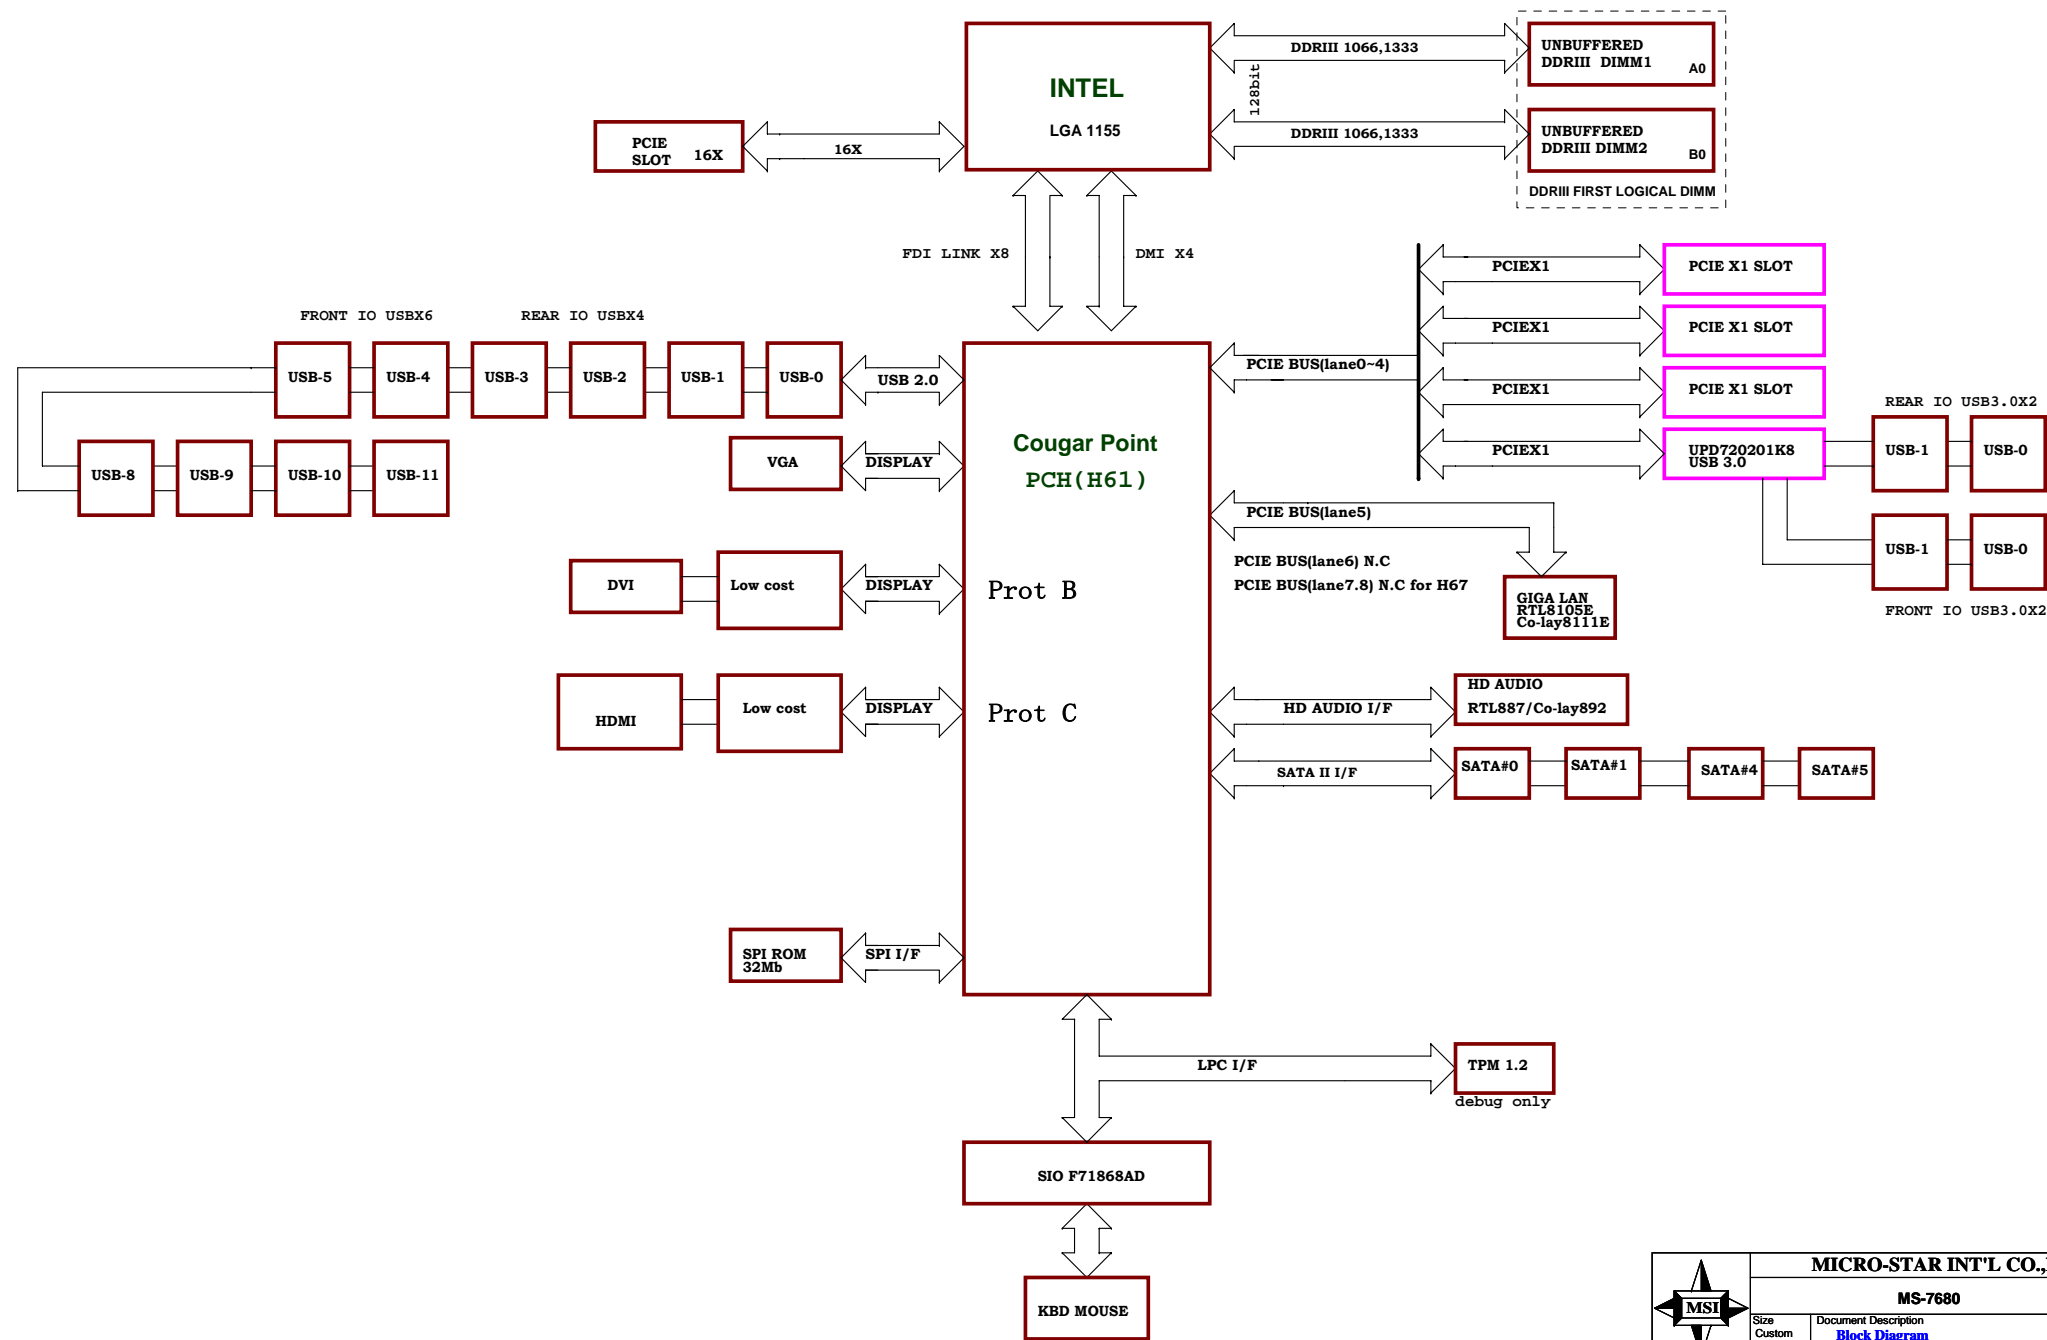 INTEL
LGA 1155
DDRIII 1066,1333
128bit
DDRIII 1066,1333
UNBUFFERED
DDRIII  DIMM1
A0
UNBUFFERED
DDRIII DIMM2
B0
DDRIII FIRST LOGICAL DIMM
PCIE
SLOT 16X
16X
FDI LINK X8
DMI X4
PCIEX1
PCIE X1 SLOT
PCIEX1
PCIE X1 SLOT
PCIEX1
PCIE X1 SLOT
PCIEX1
UPD720201K8
USB 3.0
PCIE BUS(lane0~4)
REAR IO USB3.0X2
USB-1
USB-0
USB-1
USB-0
FRONT IO USB3.0X2
FRONT IO USBX6
REAR IO USBX4
USB-5
USB-4
USB-3
USB-2
USB-1
USB-0
USB 2.0
USB-8
USB-9
USB-10
USB-11
VGA
DISPLAY
Cougar Point
PCH(H61)
PCIE BUS(lane5)
PCIE BUS(lane6) N.C
PCIE BUS(lane7.8) N.C for H67
GIGA LAN
RTL8105E
Co-lay8111E
DVI
Low cost
DISPLAY
Prot B
HDMI
Low cost
DISPLAY
Prot C
HD AUDIO I/F
HD AUDIO
RTL887/Co-lay892
SATA II I/F
SATA#0
SATA#1
SATA#4
SATA#5
SPI ROM
32Mb
SPI I/F
LPC I/F
TPM 1.2
debug only
SIO F71868AD
KBD MOUSE
MSI
MICRO-STAR INT'L CO.,
MS-7680
Size
Custom
Document Description
Block Diagram